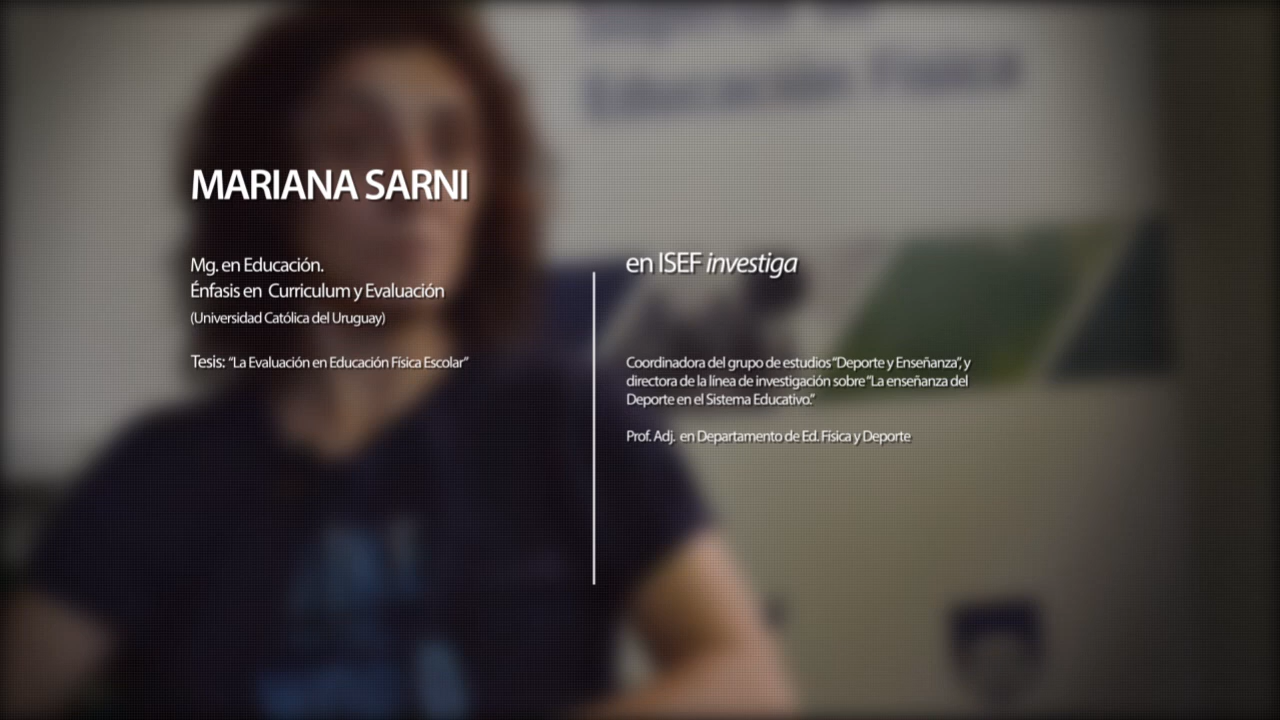 MARIANA SARNI
Mg. en Educación.
Énfasis en Curriculum y Evaluación
(Universidad Católica del Uruguay)
Tesis: “La Evaluación en Educación Física Escolar”
en ISEF investiga
Coordinadora del grupo de estudios “Deporte y Enseñanza”, y
directora de la línea de investigación sobre “La enseñanza del
Deporte en el Sistema Educativo.”
Prof. Adj. en Departamento de Ed. Física y Deporte
Educación Física